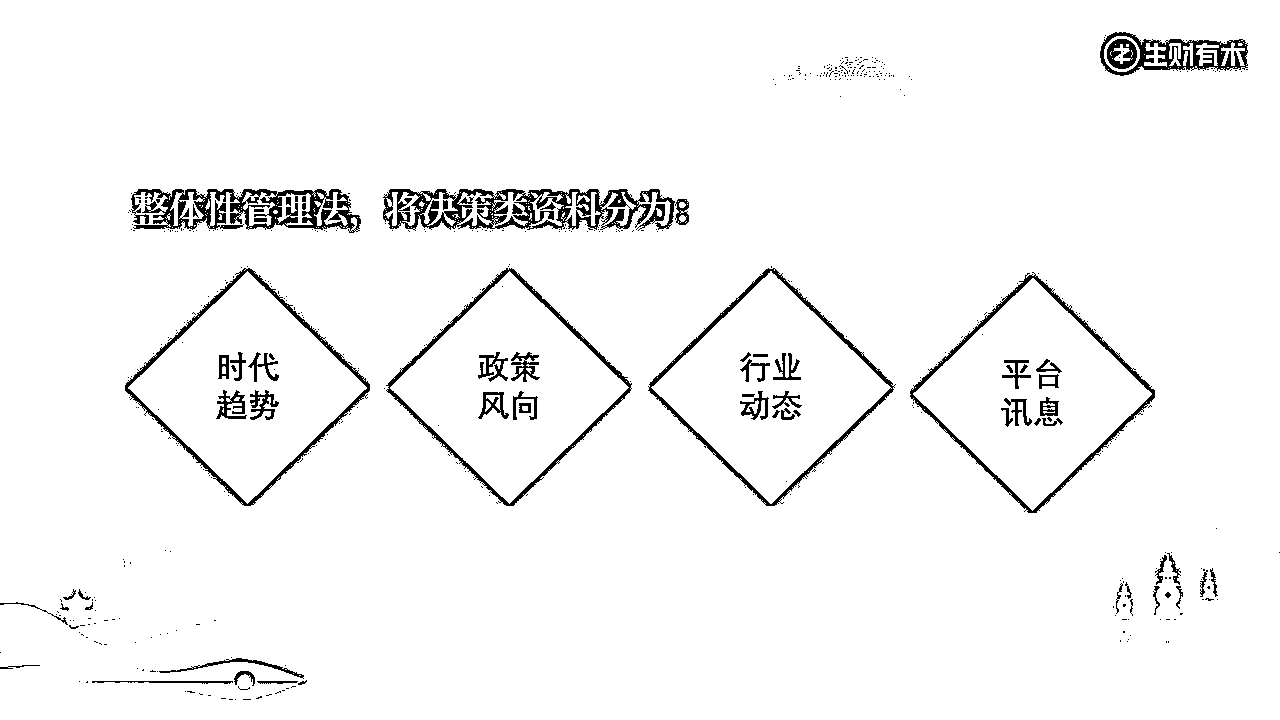 生财有术
整体性管理法，将决策类资料分为：
时代
趋势
政策
风向
行业
动态
平台
讯息